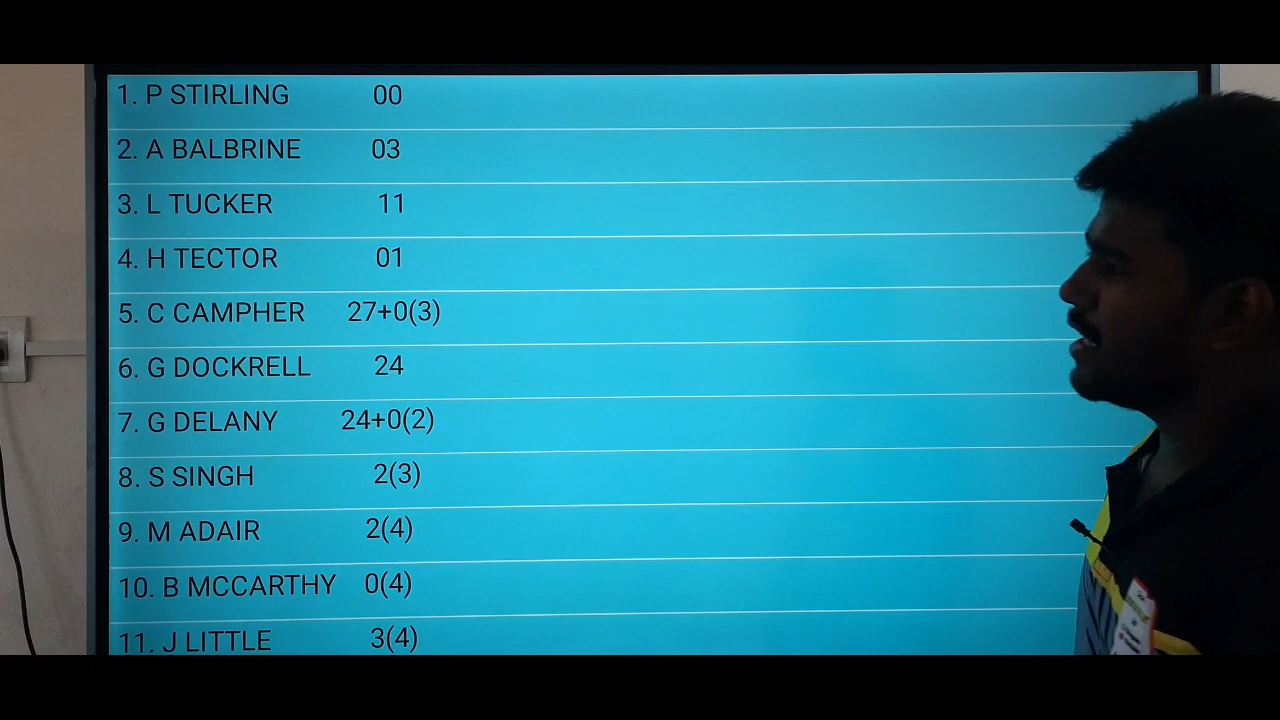 1. P STIRLING 00
2. A BALBRINE 03
3. L TUCKER 11
4. H TECTOR 01
5. C CAMPHER 27+0(3)
6. G DOCKRELL 24
7. G DELANY 24+0(2)
8. S SINGH 2(3)
9. M ADAIR 2(4)
10. B MCCARTHY 0(4)
11. J LITTLE 3(4)